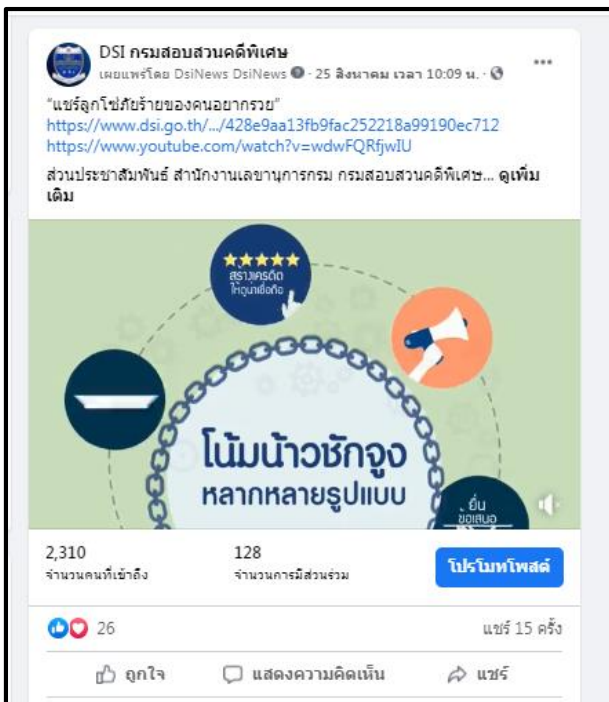 DSI กรมสอบสวนคดีพิเศษ
เผยแพร่โดย DsiNews DsiNews · 25 สิงหาคม เวลา 10:09 น. ·
"แชร์ลูกโซ่ภัยร้ายของคนอยากรวย"
https://www.dsi.go.th/.../428e9aa13fb9fac252218a99190ec712
https://www.youtube.com/watch?v=wdwFQRfjwIU
ส่วนประชาสัมพันธ์ สำนักงานเลขานุการกรม กรมสอบสวนคดีพิเศษ... ดูเพิ่ม
เติม
สร้างเครดิต
ให้ดูน่าเชื่อถือ
โน้มน้าวชักจูง
หลากหลายรูปแบบ
ยื่น
ข้อเสนอ
2,310
จำนวนคนที่เข้าถึง
128
จำนวนการมีส่วนร่วม
โปรโมทโพสต์
26
แชร์ 15 ครั้ง
ถูกใจ
แสดงความคิดเห็น
แชร์